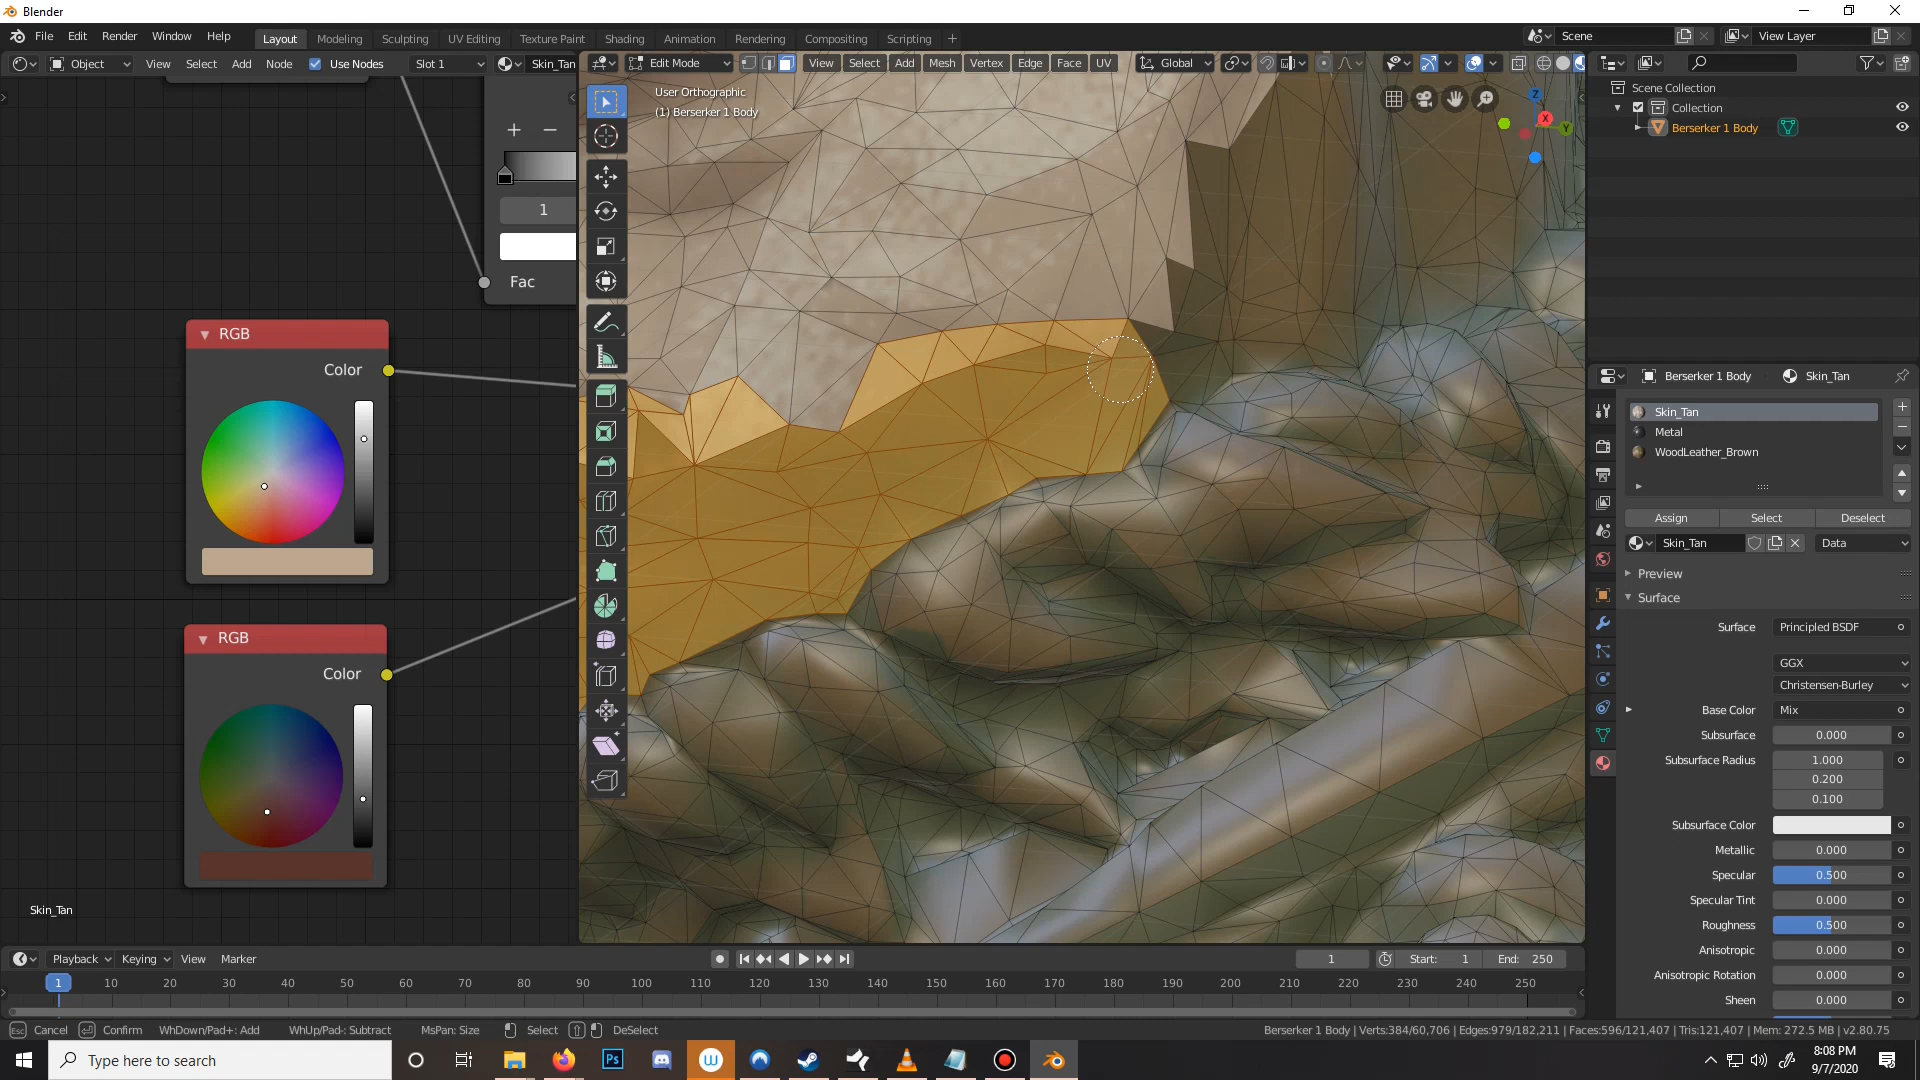 Blender
File Edit Render Window Help Layout Modeling Sculpting UV Editing Texture Paint Shading Animation Rendering Compositing Scripting + Scene View Layer
Object View Select Add Node Use Nodes Slot 1 Skin_Tan
Edit Mode View Select Add Mesh Vertex Edge Face UV Global
User Orthographic
(1) Berserker 1 Body
1
Fac
RGB
Color
RGB
Color
Skin_Tan
Z
X
Y
Scene Collection
Collection
Berserker 1 Body
Berserker 1 Body Skin_Tan
Skin_Tan
Metal
WoodLeather_Brown
Assign Select Deselect
Skin_Tan Data
Preview
Surface
Surface Principled BSDF
GGX
Christensen-Burley
Base Color Mix
Subsurface 0.000
Subsurface Radius 1.000
0.200
0.100
Subsurface Color
Metallic 0.000
Specular 0.500
Specular Tint 0.000
Roughness 0.500
Anisotropic 0.000
Anisotropic Rotation 0.000
Sheen 0.000
Playback Keying View Marker 1 Start: 1 End: 250
1 10 20 30 40 50 60 70 80 90 100 110 120 130 140 150 160 170 180 190 200 210 220 230 240 250
Esc Cancel Confirm WhDown/Pad+: Add WhUp/Pad-: Subtract MsPan: Size Select DeSelect Berserker 1 Body | Verts:384/60,706 | Edges:979/182,211 | Faces:596/121,407 | Tris:121,407 | Mem: 272.5 MB | v2.80.75
Type here to search
Ps
8:08 PM
9/7/2020